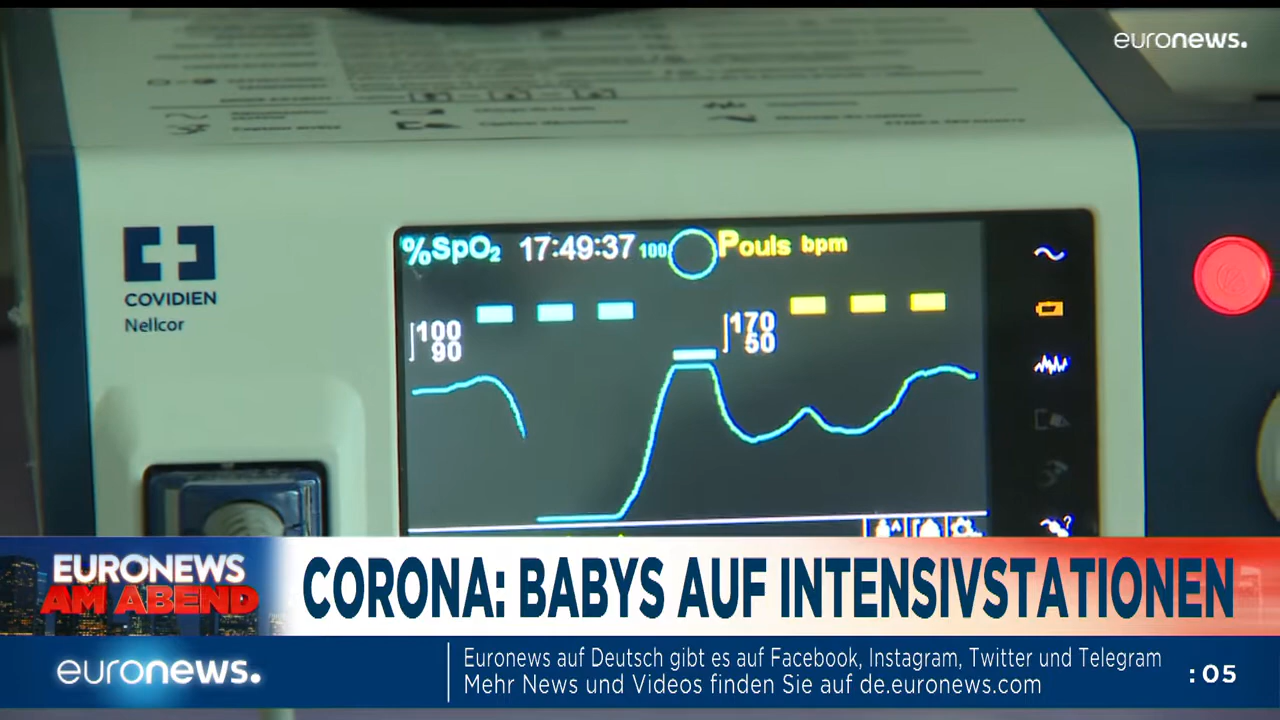 euronews.
%SpO₂ 17:49:37 100 Pouls bpm
100
90
170
50
COVIDIEN
Nellcor
EURONEWS
AM ABEND
CORONA: BABYS AUF INTENSIVSTATIONEN
euronews.
Euronews auf Deutsch gibt es auf Facebook, Instagram, Twitter und Telegram
Mehr News und Videos finden Sie auf de.euronews.com
:05